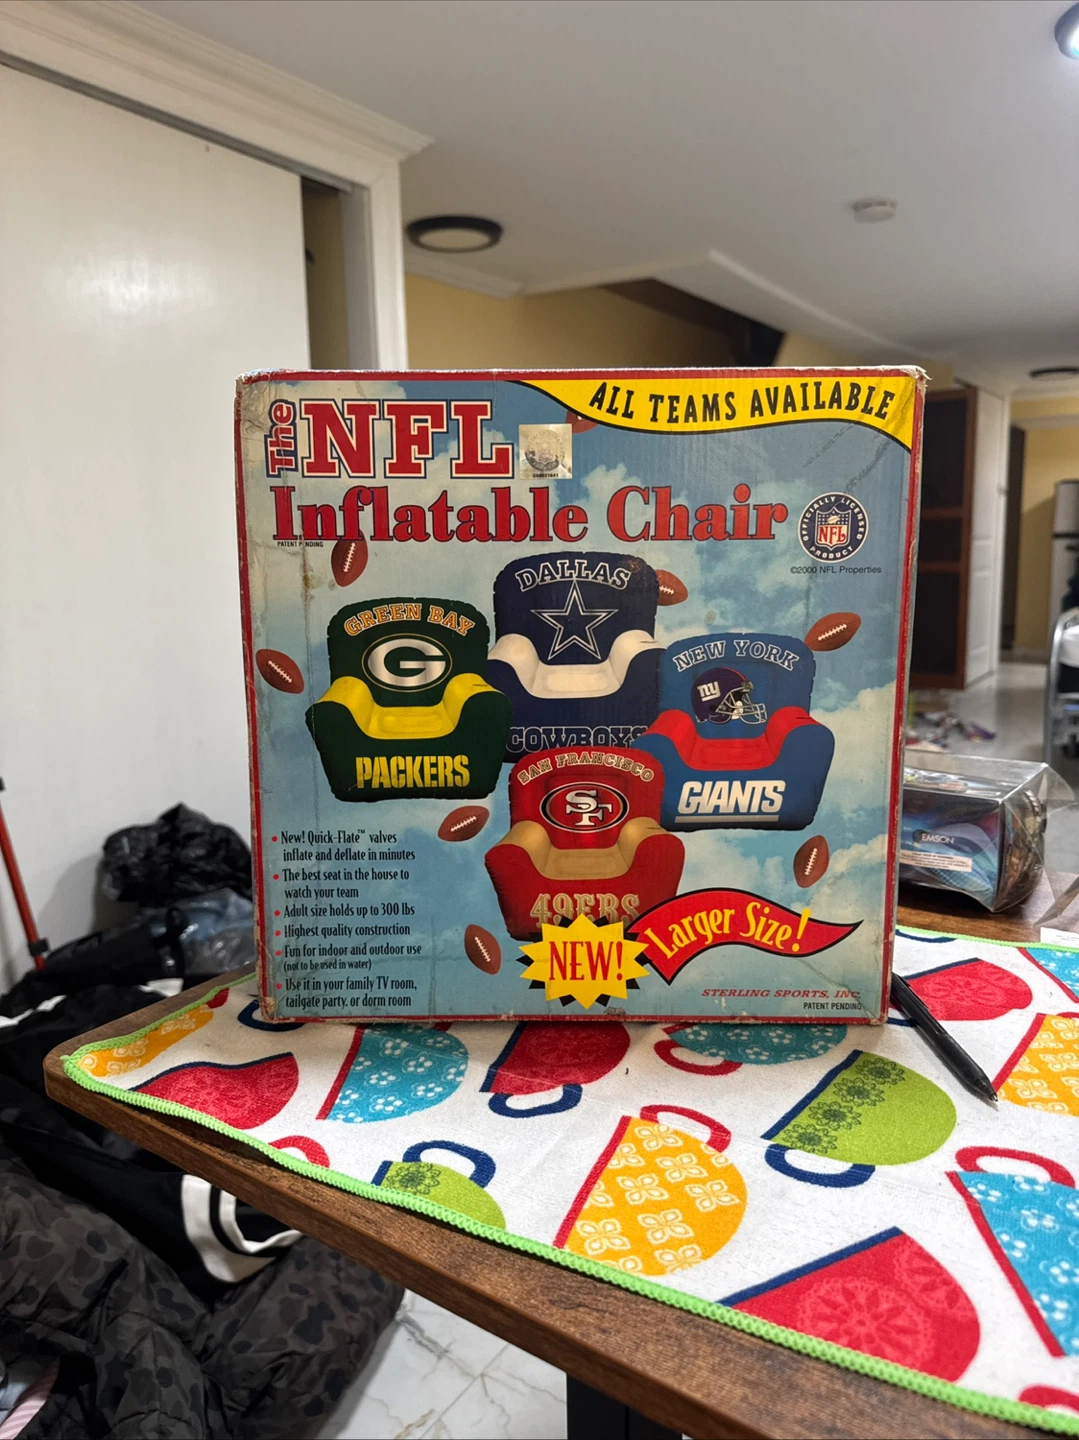 ALL TEAMS AVAILABLE
The NFL
Inflatable Chair
PATENT PENDING
OFFICIALLY LICENSED
NFL
PRODUCT
©2000 NFL Properties
DALLAS
COWBOYS
GREEN BAY
G
PACKERS
NEW YORK
ny
GIANTS
SAN FRANCISCO
SF
49ERS
• New! Quick-Flate™ valves
inflate and deflate in minutes
• The best seat in the house to
watch your team
• Adult size holds up to 300 lbs
• Highest quality construction
• Fun for indoor and outdoor use
(not to be used in water)
• Use it in your family TV room,
tailgate party, or dorm room
NEW!
Larger Size!
STERLING SPORTS, INC.
PATENT PENDING
EMSON